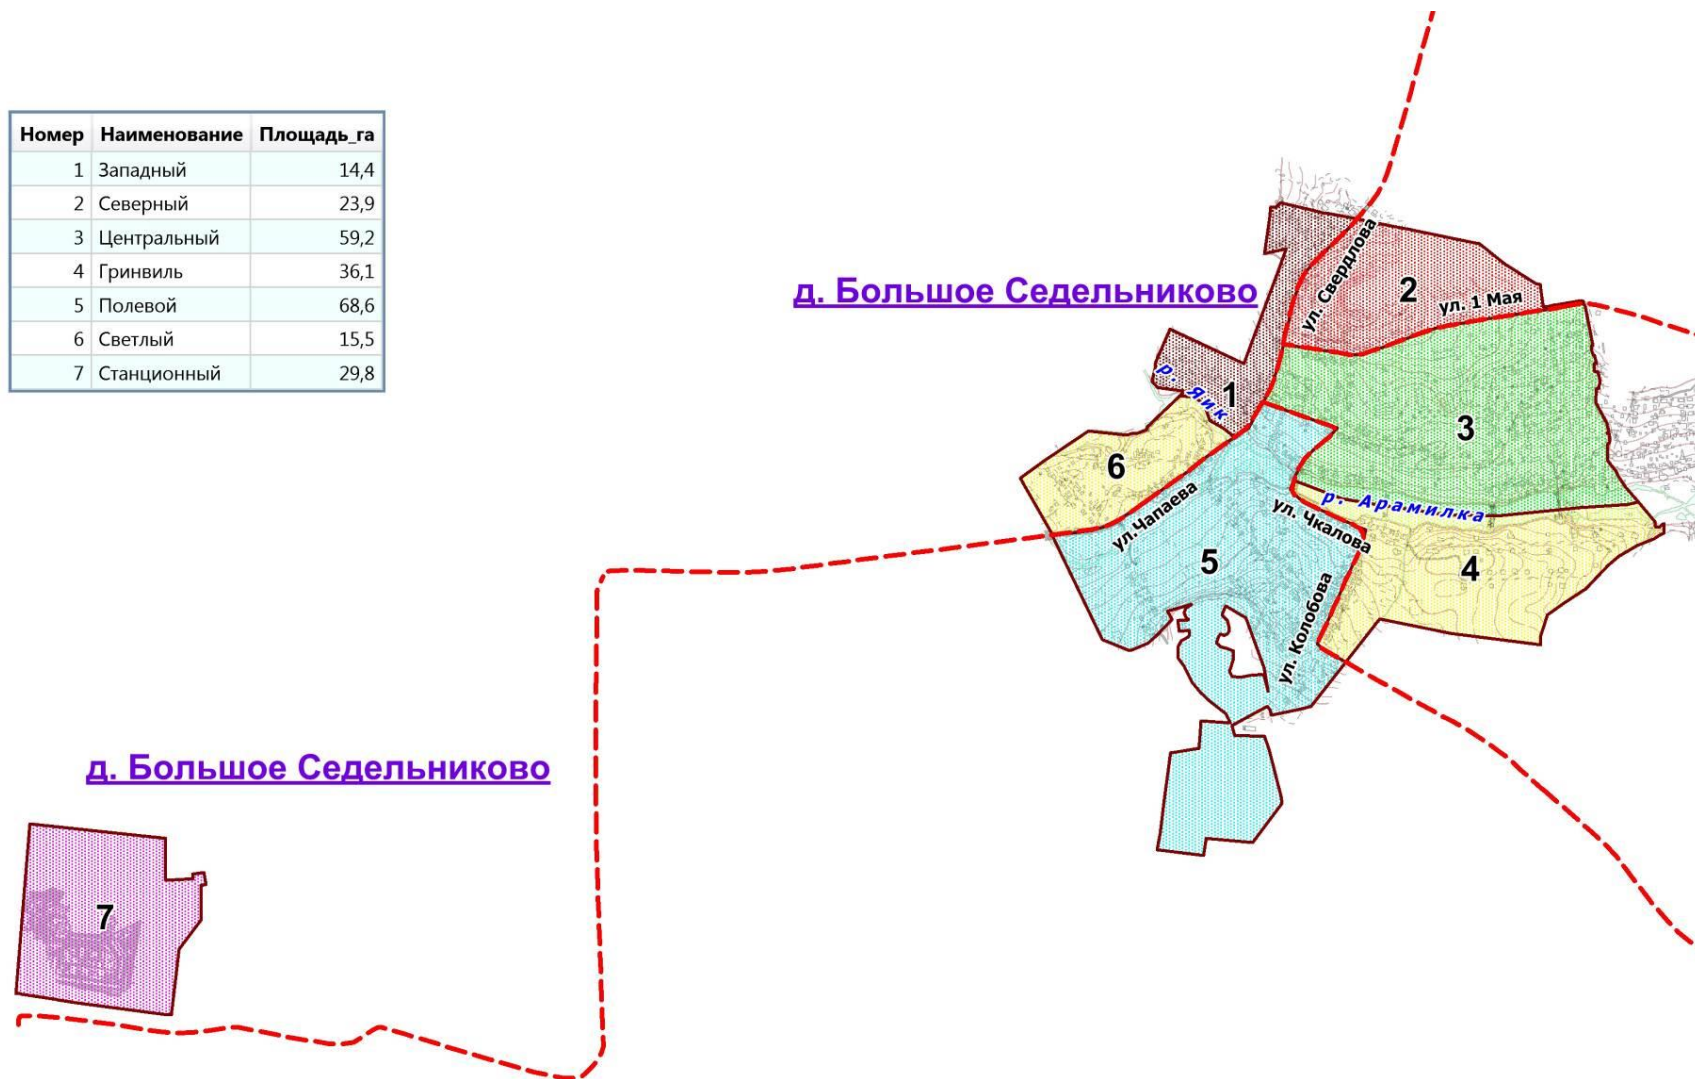 Номер Наименование Площадь_га
1 Западный 14,4
2 Северный 23,9
3 Центральный 59,2
4 Гринвиль 36,1
5 Полевой 68,6
6 Светлый 15,5
7 Станционный 29,8
д. Большое Седельниково
ул. Свердлова
2
ул. 1 Мая
р. Яик
1
3
6
ул.Чапаева
р. Арамилка
ул. Чкалова
5
4
ул. Колобова
д. Большое Седельниково
7